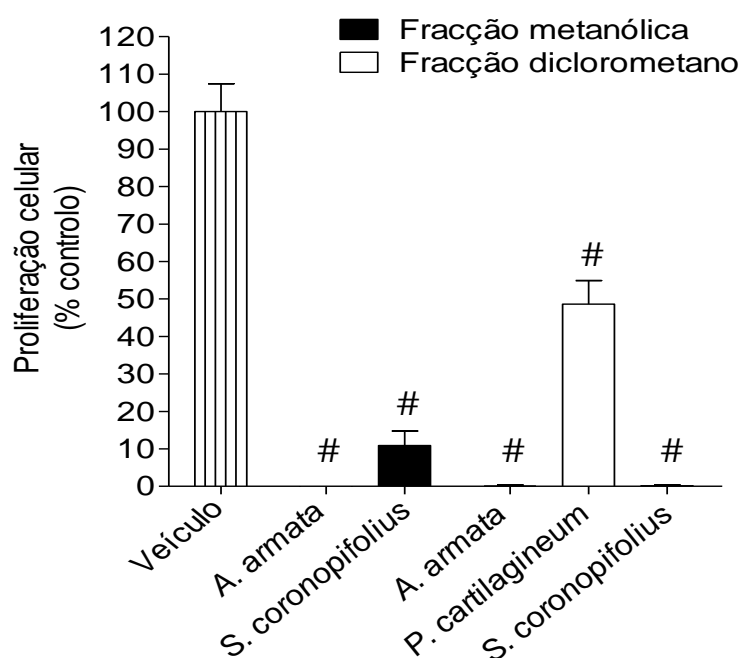 Fracção metanólica
Fracção diclorometano
Proliferação celular
(% controlo)
120
110
100
90
80
70
60
50
40
30
20
10
0
#
#
#
#
#
Veículo
A. armata
S. coronopifolius
A. armata
P. cartilagineum
S. coronopifolius